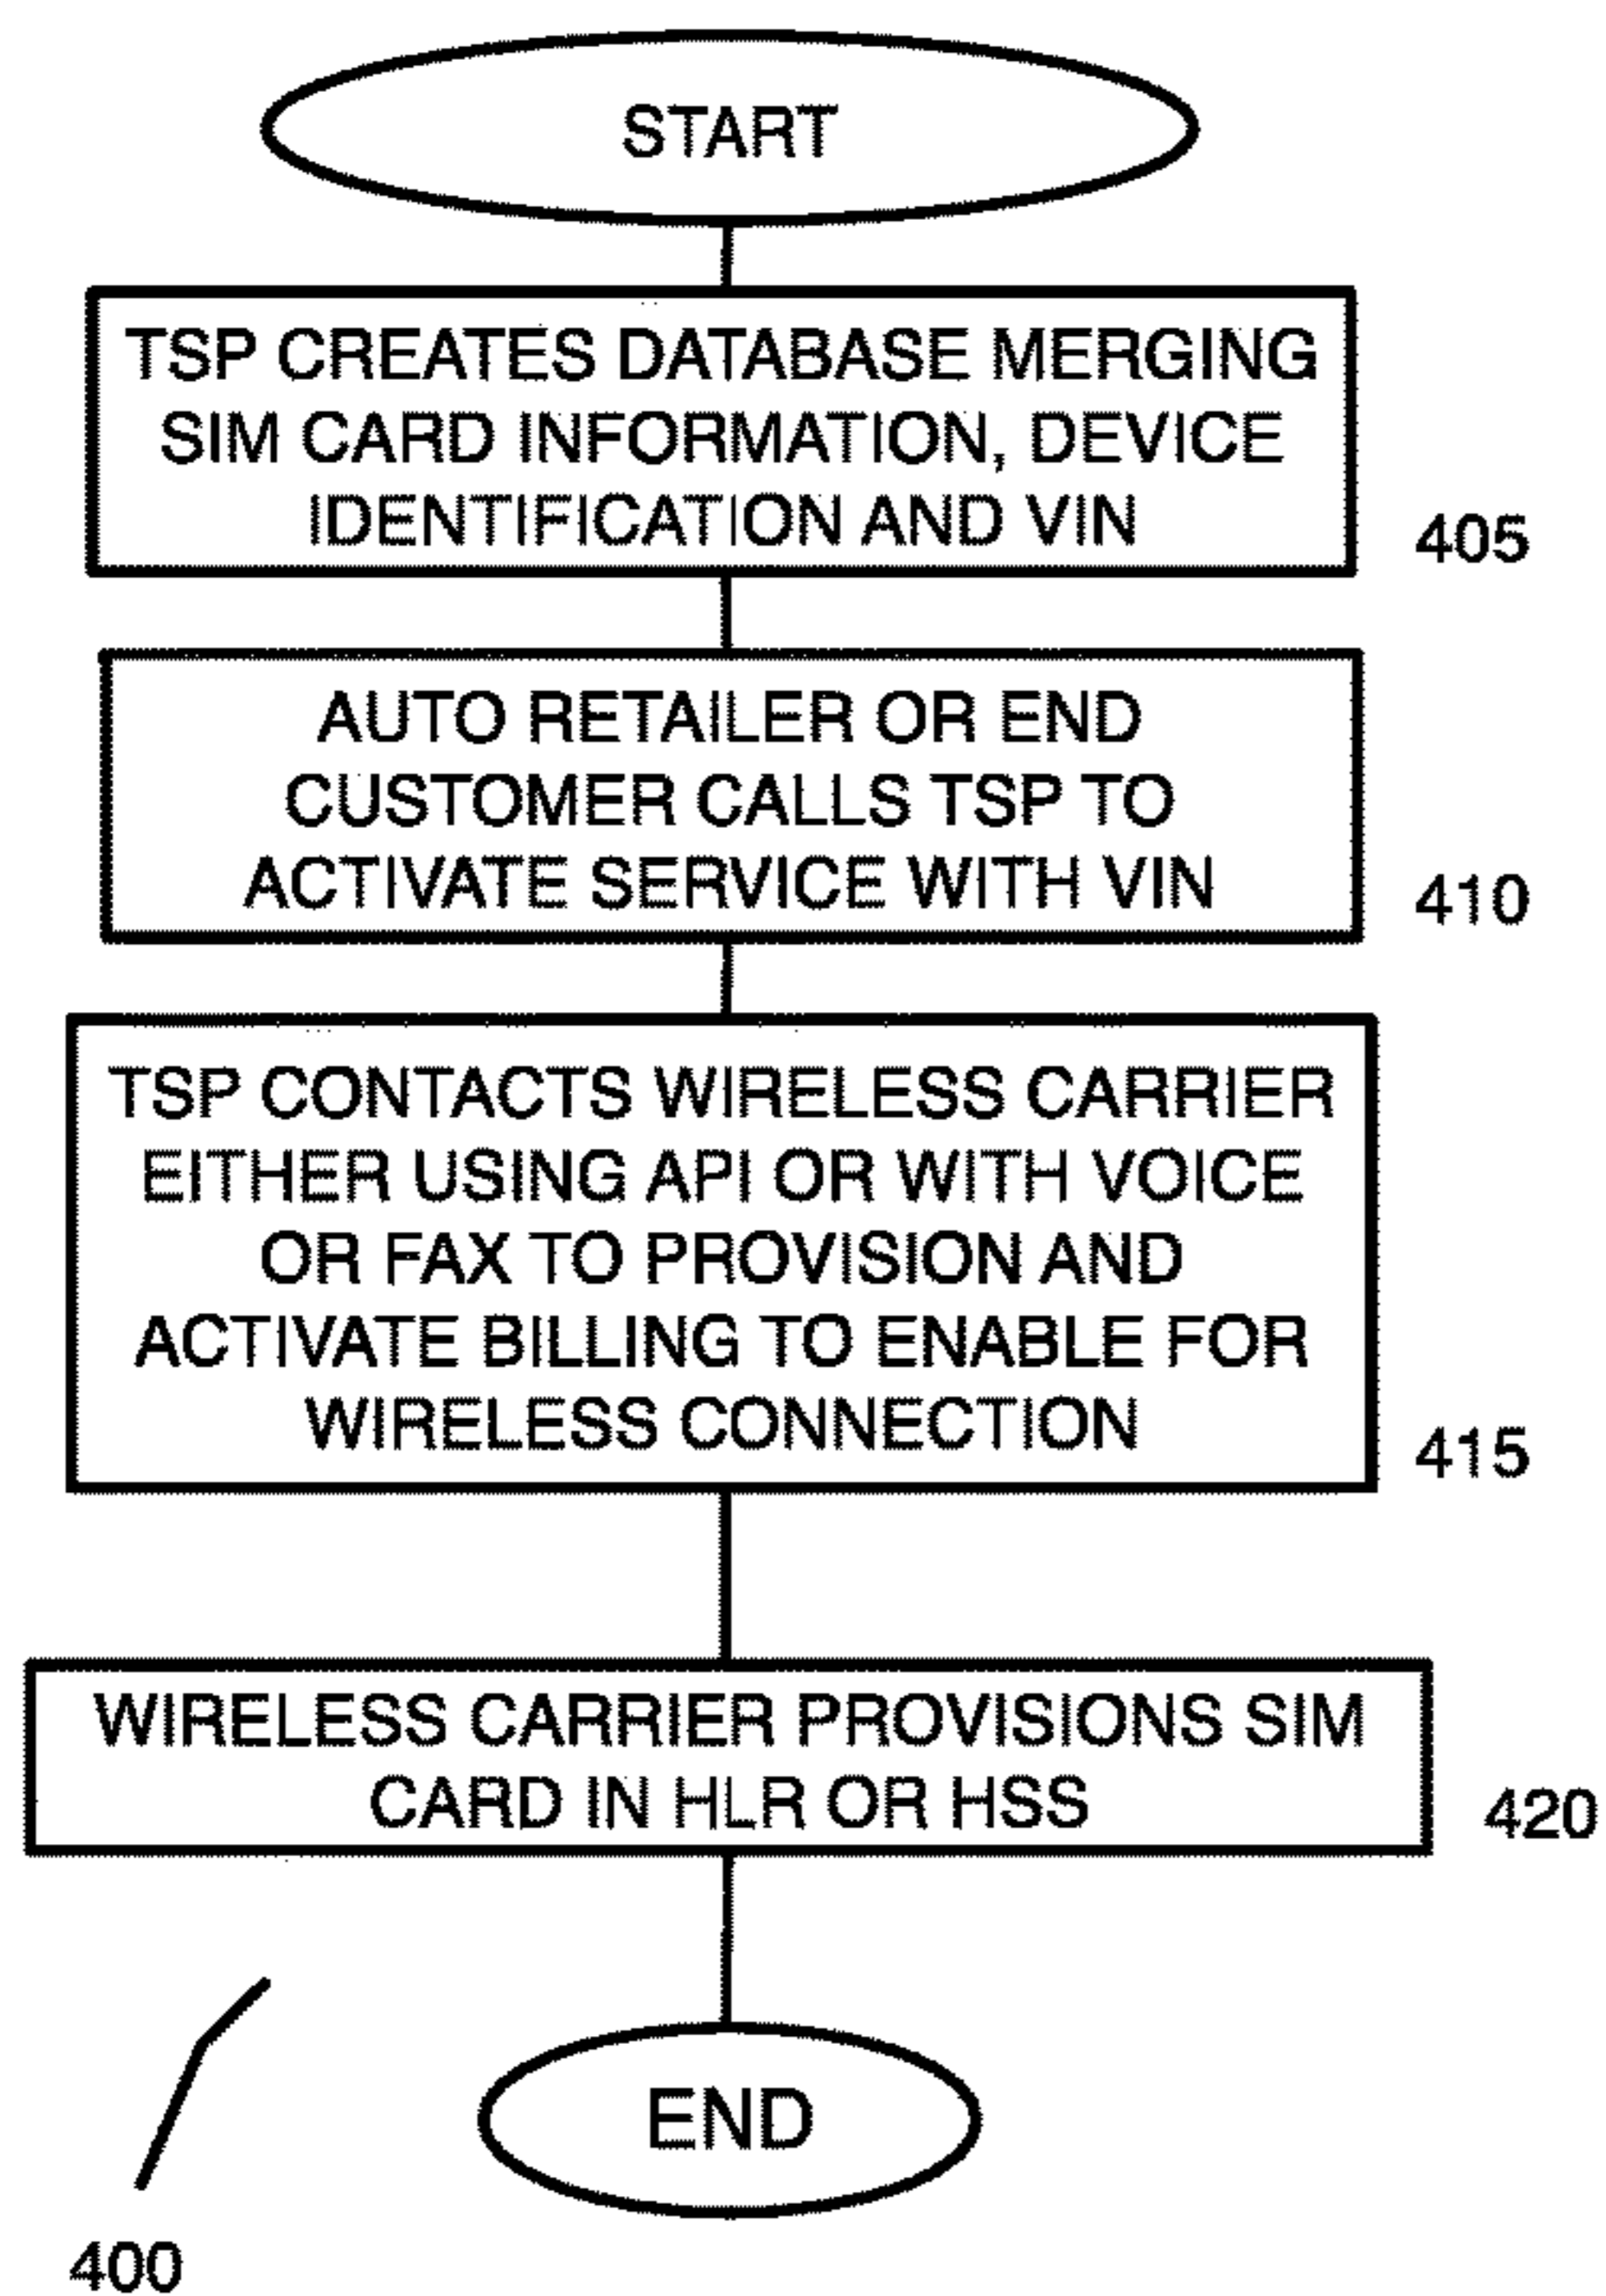 START
TSP CREATES DATABASE MERGING
SIM CARD INFORMATION, DEVICE
IDENTIFICATION AND VIN
405
AUTO RETAILER OR END
CUSTOMER CALLS TSP TO
ACTIVATE SERVICE WITH VIN
410
TSP CONTACTS WIRELESS CARRIER
EITHER USING API OR WITH VOICE
OR FAX TO PROVISION AND
ACTIVATE BILLING TO ENABLE FOR
WIRELESS CONNECTION
415
WIRELESS CARRIER PROVISIONS SIM
CARD IN HLR OR HSS
420
END
400